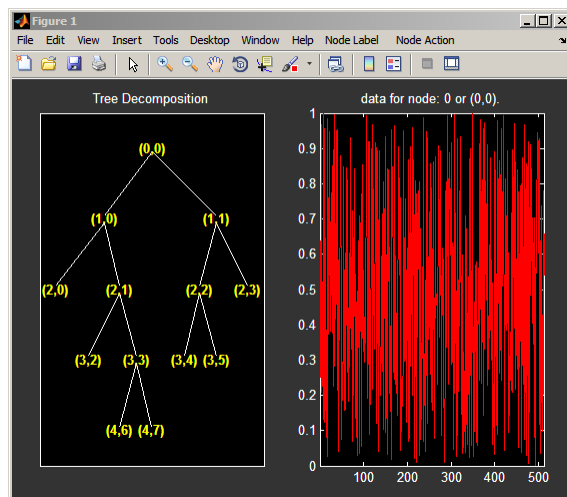 Figure 1
File Edit View Insert Tools Desktop Window Help Node Label Node Action
Tree Decomposition
(0,0)
(1,0) (1,1)
(2,0) (2,1) (2,2) (2,3)
(3,2) (3,3) (3,4) (3,5)
(4,6) (4,7)
data for node: 0 or (0,0).
1
0.9
0.8
0.7
0.6
0.5
0.4
0.3
0.2
0.1
0
100 200 300 400 500